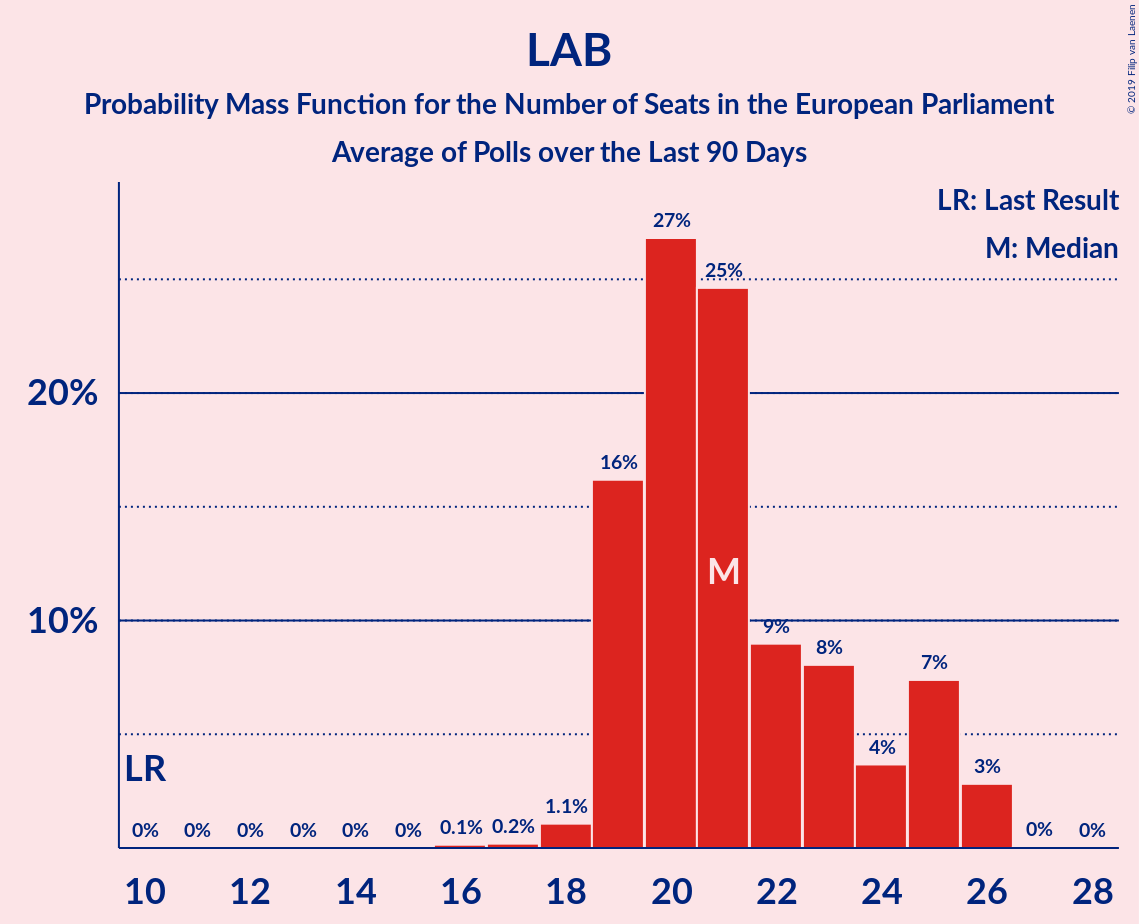 LAB
Probability Mass Function for the Number of Seats in the European Parliament
Average of Polls over the Last 90 Days
© 2019 Filip van Laenen
LR: Last Result
M: Median
27%
25%
20%
16%
M
10%
9%
8%
7%
4%
3%
LR
1.1%
0% 0% 0% 0% 0% 0% 0.1% 0.2% 0% 0%
10 12 14 16 18 20 22 24 26 28